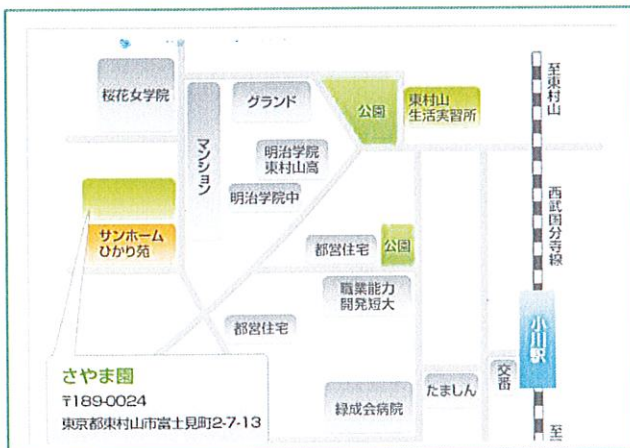 桜花女学院
マンション
グランド
公園
東村山
生活実習所
至東村山
明治学院
東村山高
明治学院中
西武国分寺線
サンホーム
ひかり苑
都営住宅
公園
職業能力
開発短大
都営住宅
小川駅
さやま園
〒189-0024
東京都東村山市富士見町2-7-13
緑成会病院
たましん
交番
至